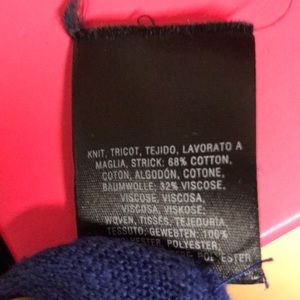 KNIT, TRICOT, TEJIDO, LAVORATO A
MAGLIA, STRICK: 68% COTTON,
COTON, ALGODÓN, COTONE,
BAUMWOLLE; 32% VISCOSE,
VISCOSE, VISCOSA,
VISCOSA, VISKOSE;
WOVEN, TISSÉS, TEJEDURÍA,
TESSUTO, GEWEBTEN: 100%
POLYESTER, POLYESTER,
POLYESTER